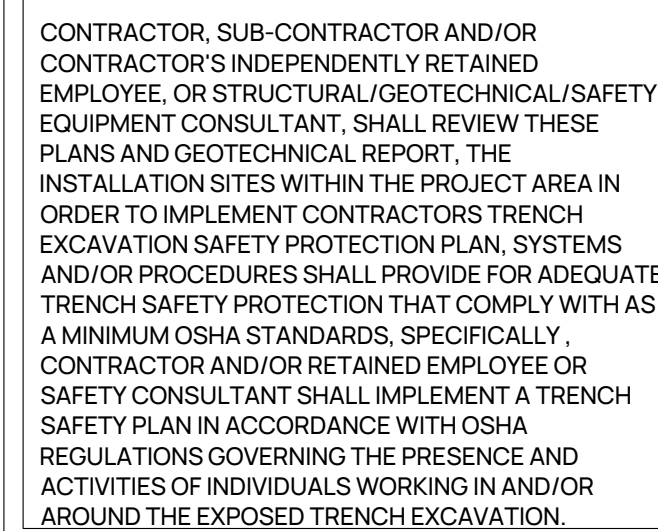 CONTRACTOR, SUB-CONTRACTOR AND/OR
CONTRACTOR'S INDEPENDENTLY RETAINED
EMPLOYEE, OR STRUCTURAL/GEOTECHNICAL/SAFETY
EQUIPMENT CONSULTANT, SHALL REVIEW THESE
PLANS AND GEOTECHNICAL REPORT, THE
INSTALLATION SITES WITHIN THE PROJECT AREA IN
ORDER TO IMPLEMENT CONTRACTORS TRENCH
EXCAVATION SAFETY PROTECTION PLAN, SYSTEMS
AND/OR PROCEDURES SHALL PROVIDE FOR ADEQUATE
TRENCH SAFETY PROTECTION THAT COMPLY WITH AS
A MINIMUM OSHA STANDARDS, SPECIFICALLY ,
CONTRACTOR AND/OR RETAINED EMPLOYEE OR
SAFETY CONSULTANT SHALL IMPLEMENT A TRENCH
SAFETY PLAN IN ACCORDANCE WITH OSHA
REGULATIONS GOVERNING THE PRESENCE AND
ACTIVITIES OF INDIVIDUALS WORKING IN AND/OR
AROUND THE EXPOSED TRENCH EXCAVATION.